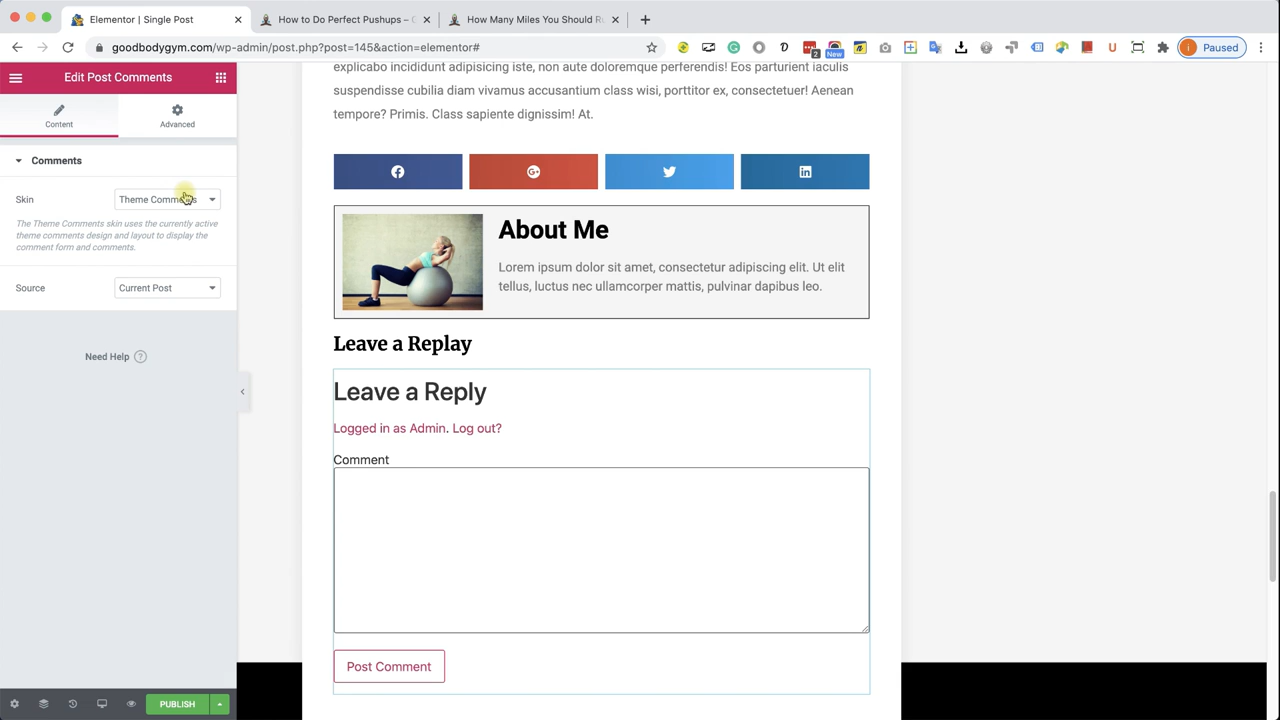 Elementor | Single Post
How to Do Perfect Pushups – G
How Many Miles You Should Ru
goodbodygym.com/wp-admin/post.php?post=145&action=elementor#
2
New
Paused
Edit Post Comments
Content
Advanced
Comments
Skin
Theme Comments
The Theme Comments skin uses the currently active
theme comments design and layout to display the
comment form and comments.
Source
Current Post
Need Help
PUBLISH
explicabo incididunt adipisicing iste, non aute doloremque perferendis! Eos parturient iaculis
suspendisse cubilia diam vivamus accusantium class wisi, porttitor ex, consectetuer! Aenean
tempore? Primis. Class sapiente dignissim! At.
About Me
Lorem ipsum dolor sit amet, consectetur adipiscing elit. Ut elit
tellus, luctus nec ullamcorper mattis, pulvinar dapibus leo.
Leave a Replay
Leave a Reply
Logged in as Admin. Log out?
Comment
Post Comment